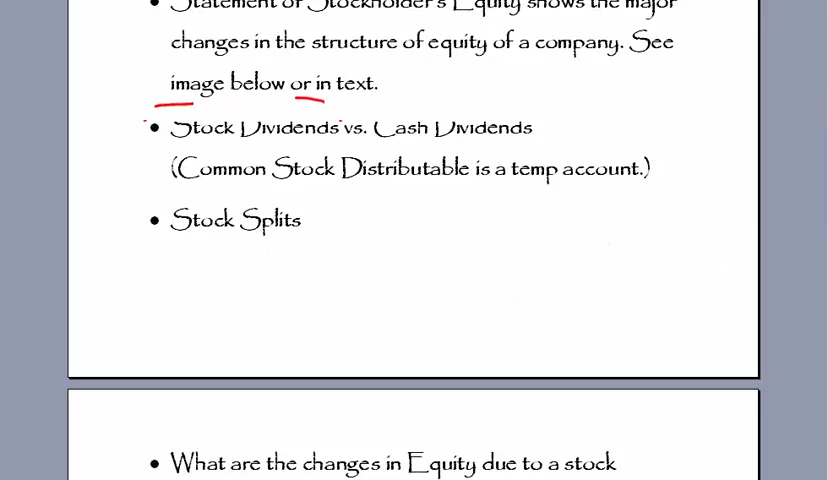 • Statement of Stockholder's Equity shows the major
changes in the structure of equity of a company. See
image below or in text.
• Stock Dividends vs. Cash Dividends
(Common Stock Distributable is a temp account.)
• Stock Splits
• What are the changes in Equity due to a stock